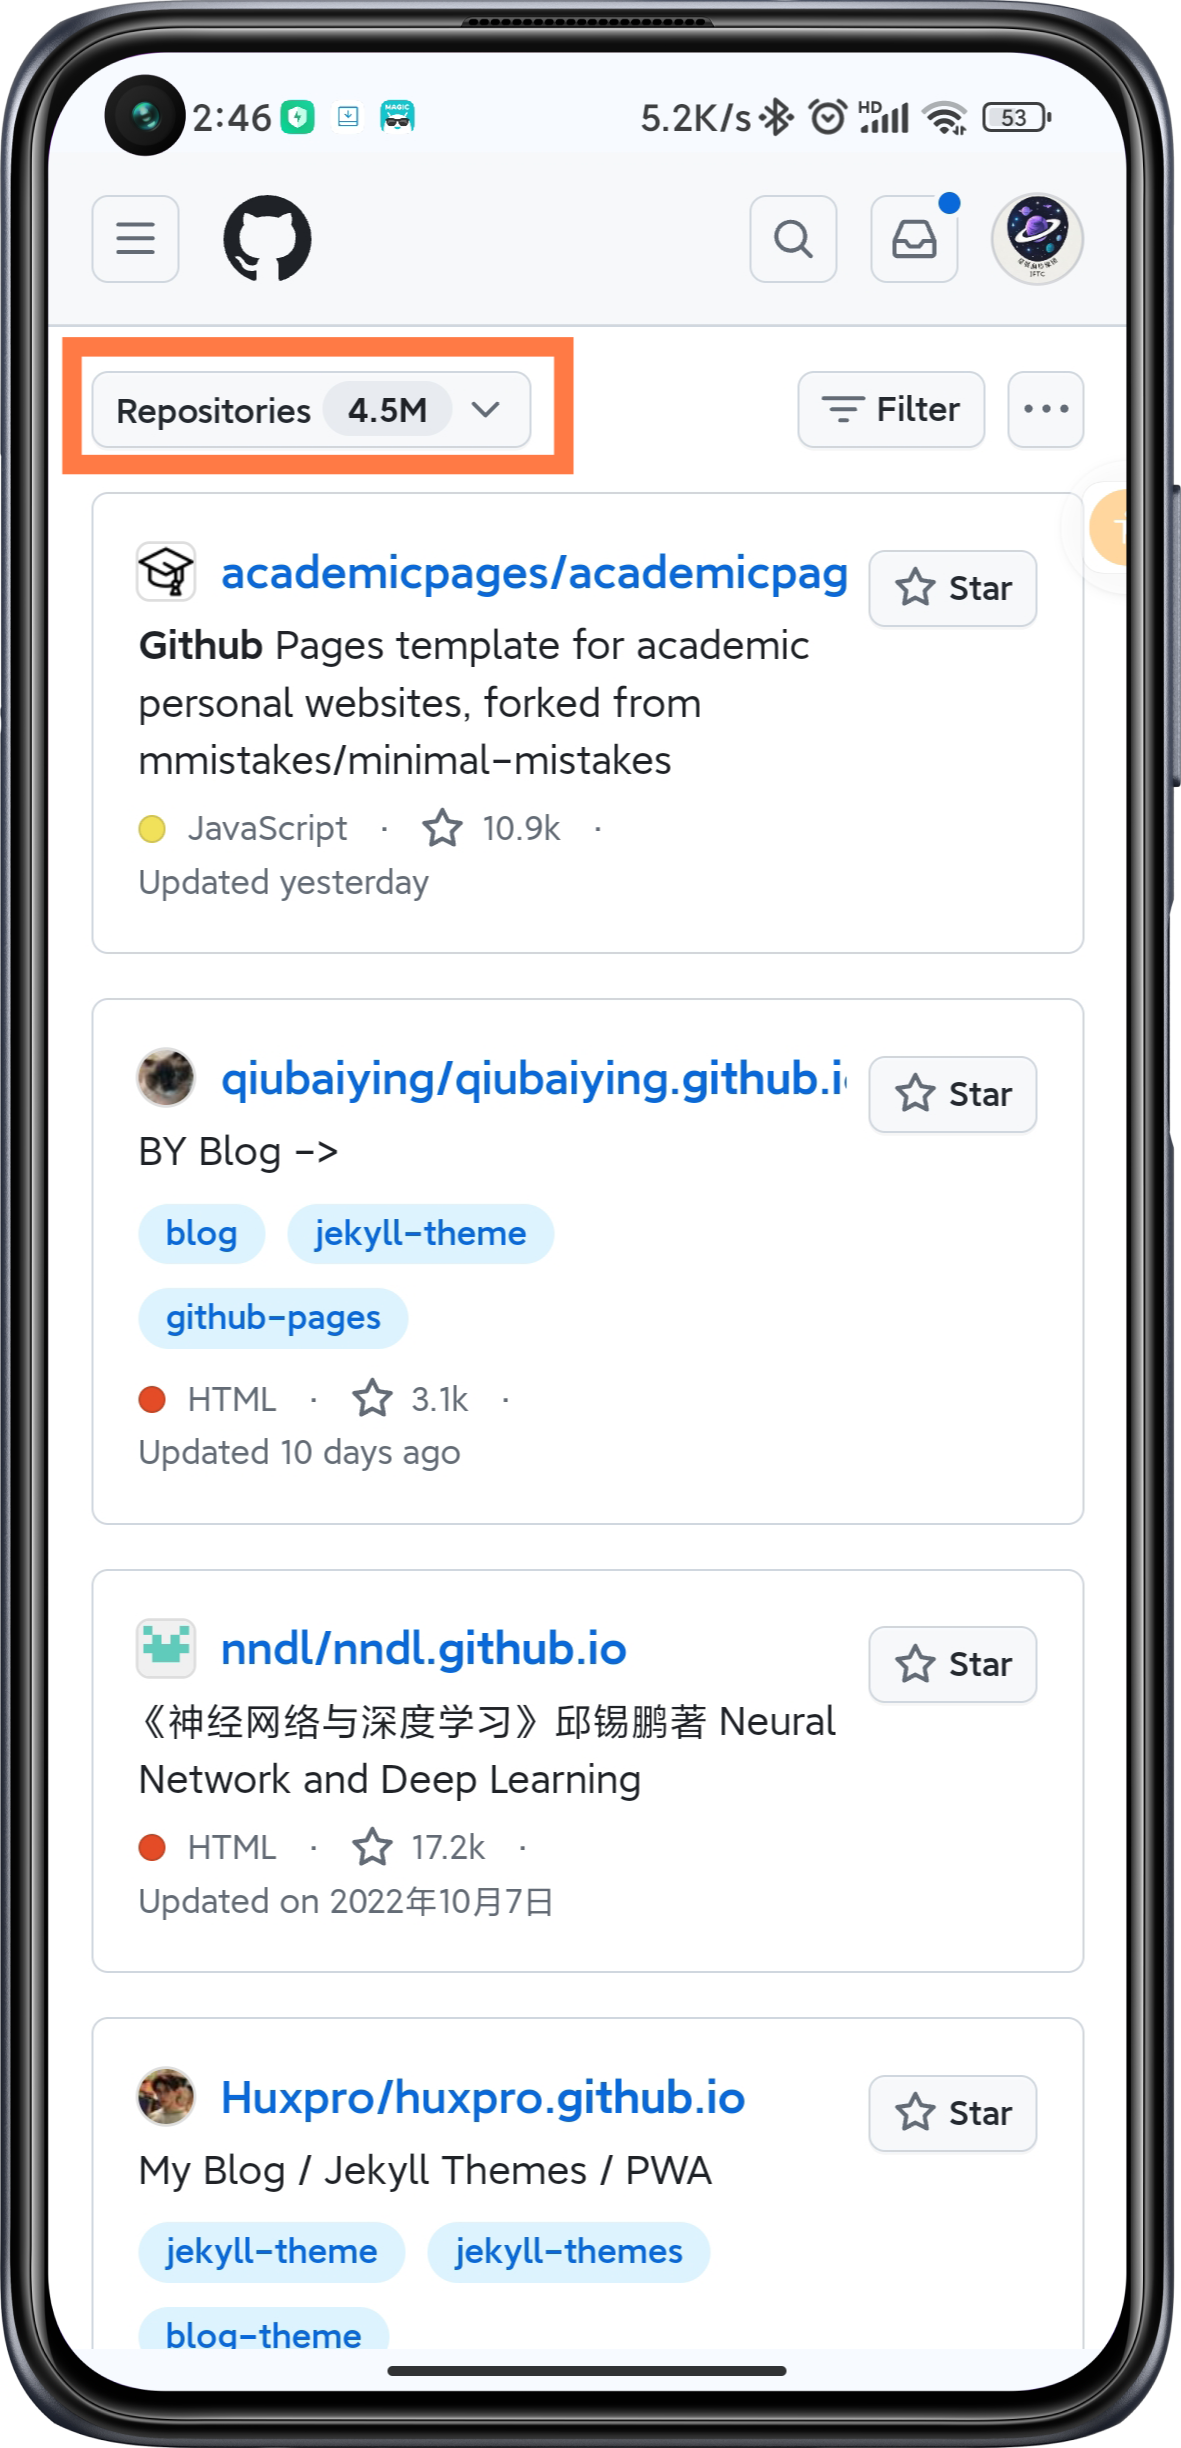 2:46
MAGIC
5.2K/s
HD
53
Repositories 4.5M
Filter
academicpages/academicpag
Star
Github Pages template for academic
personal websites, forked from
mmistakes/minimal-mistakes
JavaScript · 10.9k ·
Updated yesterday
qiubaiying/qiubaiying.github.i
Star
BY Blog ->
blog jekyll-theme
github-pages
HTML · 3.1k ·
Updated 10 days ago
nndl/nndl.github.io
Star
《神经网络与深度学习》邱锡鹏著 Neural
Network and Deep Learning
HTML · 17.2k ·
Updated on 2022年10月7日
Huxpro/huxpro.github.io
Star
My Blog / Jekyll Themes / PWA
jekyll-theme jekyll-themes
blog-theme